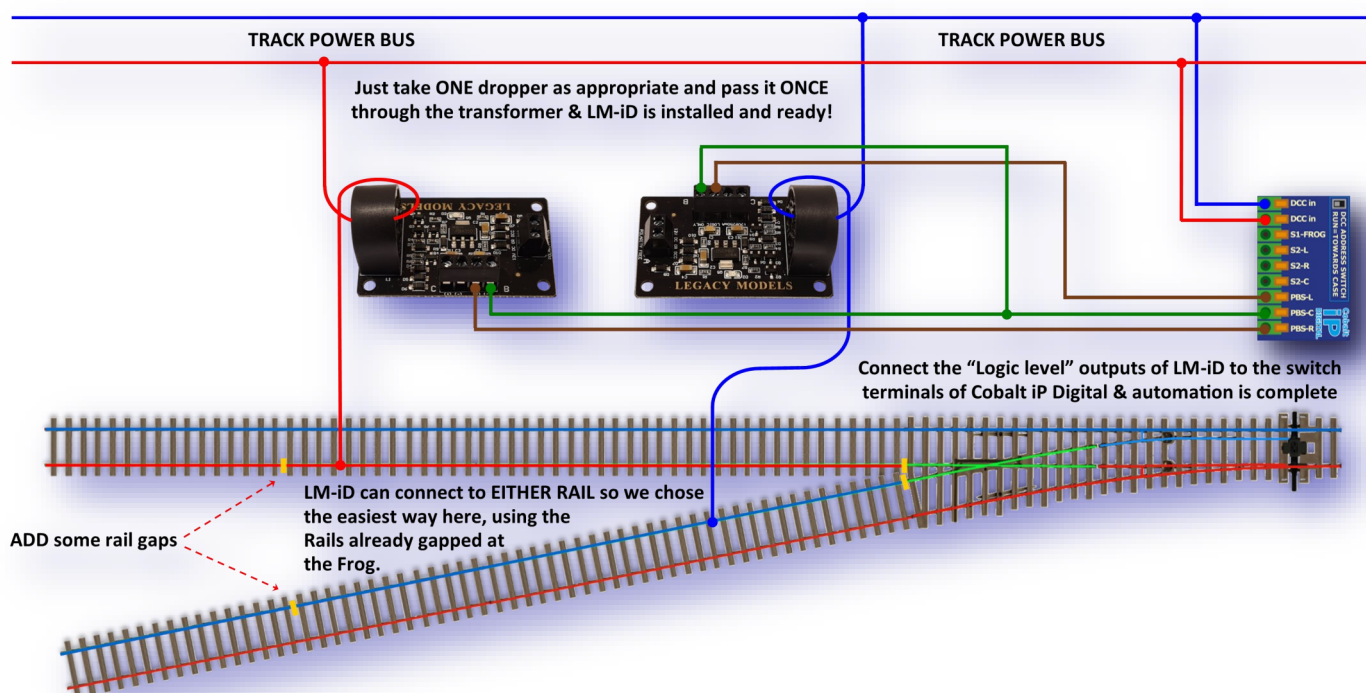 TRACK POWER BUS
TRACK POWER BUS
Just take ONE dropper as appropriate and pass it ONCE
through the transformer & LM-iD is installed and ready!
LEGACY MODELS
C
B
B
C
LEGACY MODELS
DCC in
DCC in
S1-FROG
S2-L
S2-R
S2-C
PBS-L
PBS-C
PBS-R
DCC ADDRESS SWITCH
RUN=TOWARDS CASE
Cobalt
iP
DIGITAL
Connect the “Logic level” outputs of LM-iD to the switch
terminals of Cobalt iP Digital & automation is complete
LM-iD can connect to EITHER RAIL so we chose
the easiest way here, using the
Rails already gapped at
the Frog.
ADD some rail gaps